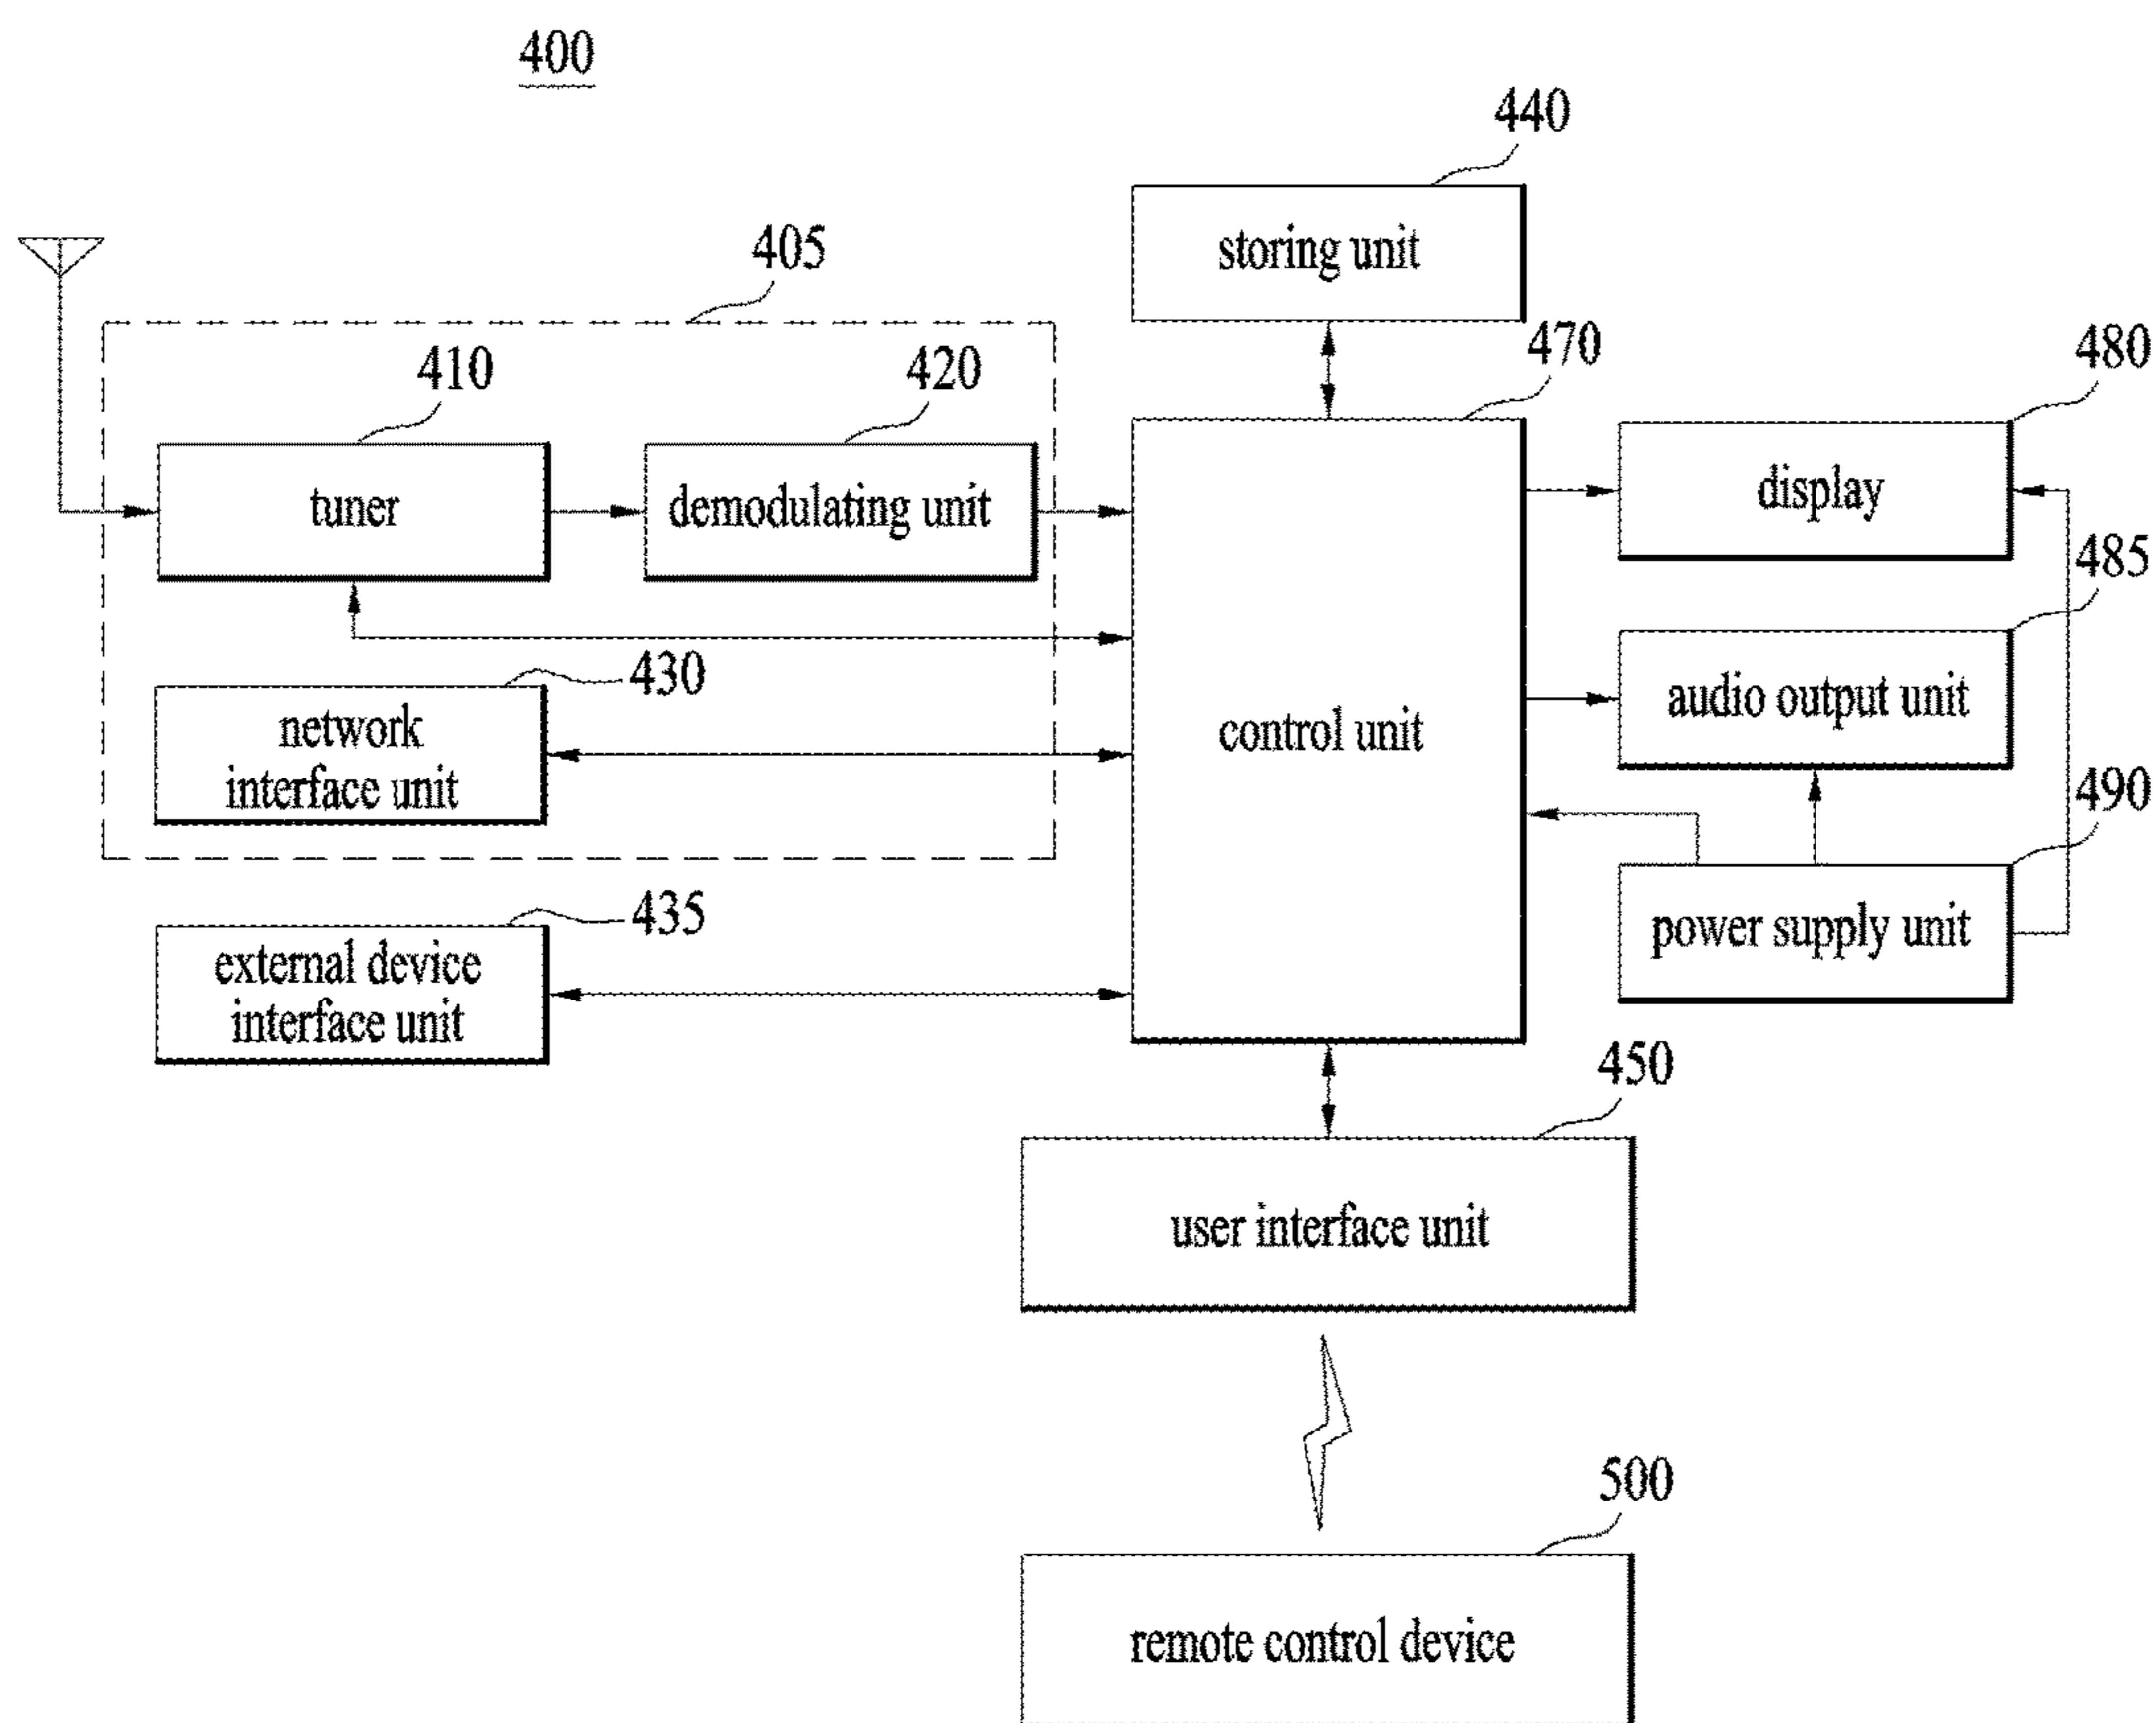 400
440
storing unit
405
470
480
410
420
tuner
demodulating unit
display
485
430
network
interface unit
control unit
audio output unit
490
435
external device
interface unit
power supply unit
450
user interface unit
500
remote control device